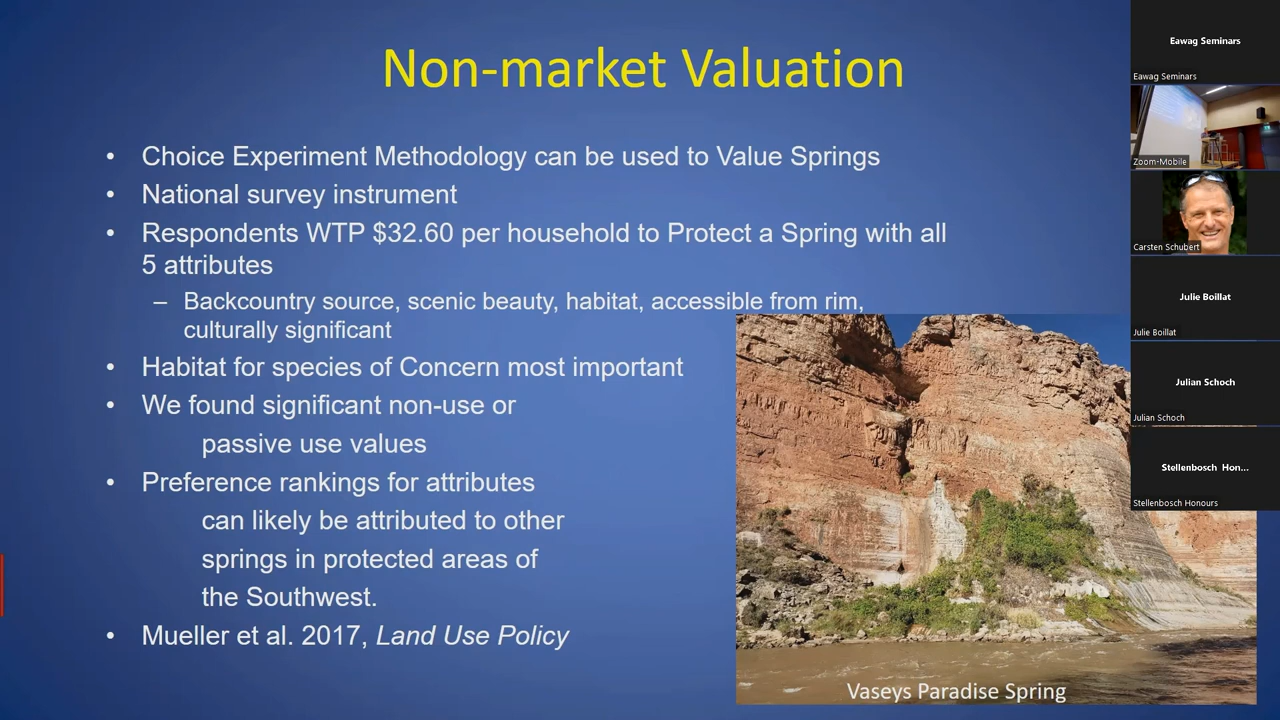 Non-market Valuation
• Choice Experiment Methodology can be used to Value Springs
• National survey instrument
• Respondents WTP $32.60 per household to Protect a Spring with all
5 attributes
– Backcountry source, scenic beauty, habitat, accessible from rim,
culturally significant
• Habitat for species of Concern most important
• We found significant non-use or
passive use values
• Preference rankings for attributes
can likely be attributed to other
springs in protected areas of
the Southwest.
• Mueller et al. 2017, Land Use Policy
Vaseys Paradise Spring
Eawag Seminars
Eawag Seminars
Zoom-Mobile
Carsten Schubert
Julie Boillat
Julie Boillat
Julian Schoch
Julian Schoch
Stellenbosch Hon...
Stellenbosch Honours